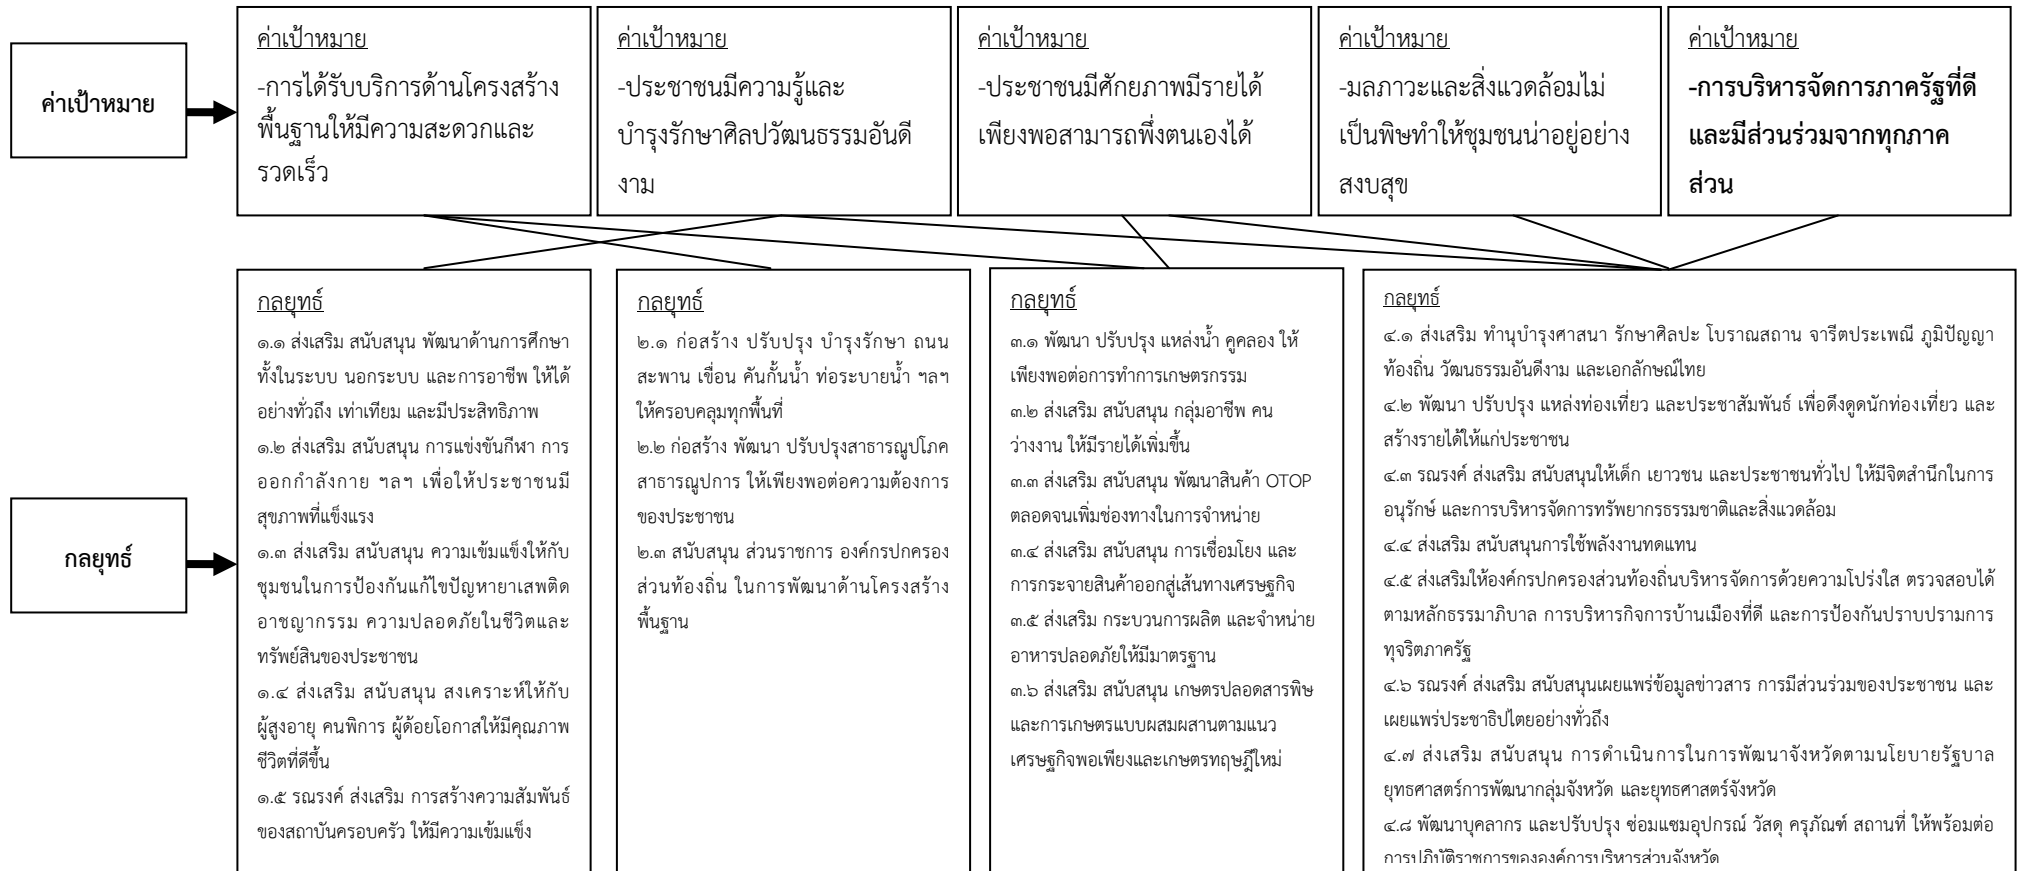 ค่าเป้าหมาย
ค่าเป้าหมาย
-การได้รับบริการด้านโครงสร้าง
พื้นฐานให้มีความสะดวกและ
รวดเร็ว
ค่าเป้าหมาย
-ประชาชนมีความรู้และ
บำรุงรักษาศิลปวัฒนธรรมอันดี
งาม
ค่าเป้าหมาย
-ประชาชนมีศักยภาพมีรายได้
เพียงพอสามารถพึ่งตนเองได้
ค่าเป้าหมาย
-มลภาวะและสิ่งแวดล้อมไม่
เป็นพิษทำให้ชุมชนน่าอยู่อย่าง
สงบสุข
ค่าเป้าหมาย
-การบริหารจัดการภาครัฐที่ดี
และมีส่วนร่วมจากทุกภาค
ส่วน
กลยุทธ์
กลยุทธ์
๑.๑ ส่งเสริม สนับสนุน พัฒนาด้านการศึกษา
ทั้งในระบบ นอกระบบ และการอาชีพ ให้ได้
อย่างทั่วถึง เท่าเทียม และมีประสิทธิภาพ
๑.๒ ส่งเสริม สนับสนุน การแข่งขันกีฬา การ
ออกกำลังกาย ฯลฯ เพื่อให้ประชาชนมี
สุขภาพที่แข็งแรง
๑.๓ ส่งเสริม สนับสนุน ความเข้มแข็งให้กับ
ชุมชนในการป้องกันแก้ไขปัญหายาเสพติด
อาชญากรรม ความปลอดภัยในชีวิตและ
ทรัพย์สินของประชาชน
๑.๔ ส่งเสริม สนับสนุน สงเคราะห์ให้กับ
ผู้สูงอายุ คนพิการ ผู้ด้อยโอกาสให้มีคุณภาพ
ชีวิตที่ดีขึ้น
๑.๕ รณรงค์ ส่งเสริม การสร้างความสัมพันธ์
ของสถาบันครอบครัว ให้มีความเข้มแข็ง
กลยุทธ์
๒.๑ ก่อสร้าง ปรับปรุง บำรุงรักษา ถนน
สะพาน เขื่อน คันกั้นน้ำ ท่อระบายน้ำ ฯลฯ
ให้ครอบคลุมทุกพื้นที่
๒.๒ ก่อสร้าง พัฒนา ปรับปรุงสาธารณูปโภค
สาธารณูปการ ให้เพียงพอต่อความต้องการ
ของประชาชน
๒.๓ สนับสนุน ส่วนราชการ องค์กรปกครอง
ส่วนท้องถิ่น ในการพัฒนาด้านโครงสร้าง
พื้นฐาน
กลยุทธ์
๓.๑ พัฒนา ปรับปรุง แหล่งน้ำ คูคลอง ให้
เพียงพอต่อการทำการเกษตรกรรม
๓.๒ ส่งเสริม สนับสนุน กลุ่มอาชีพ คน
ว่างงาน ให้มีรายได้เพิ่มขึ้น
๓.๓ ส่งเสริม สนับสนุน พัฒนาสินค้า OTOP
ตลอดจนเพิ่มช่องทางในการจำหน่าย
๓.๔ ส่งเสริม สนับสนุน การเชื่อมโยง และ
การกระจายสินค้าออกสู่เส้นทางเศรษฐกิจ
๓.๕ ส่งเสริม กระบวนการผลิต และจำหน่าย
อาหารปลอดภัยให้มีมาตรฐาน
๓.๖ ส่งเสริม สนับสนุน เกษตรปลอดสารพิษ
และการเกษตรแบบผสมผสานตามแนว
เศรษฐกิจพอเพียงและเกษตรทฤษฎีใหม่
กลยุทธ์
๔.๑ ส่งเสริม ทำนุบำรุงศาสนา รักษาศิลปะ โบราณสถาน จารีตประเพณี ภูมิปัญญา
ท้องถิ่น วัฒนธรรมอันดีงาม และเอกลักษณ์ไทย
๔.๒ พัฒนา ปรับปรุง แหล่งท่องเที่ยว และประชาสัมพันธ์ เพื่อดึงดูดนักท่องเที่ยว และ
สร้างรายได้ให้แก่ประชาชน
๔.๓ รณรงค์ ส่งเสริม สนับสนุนให้เด็ก เยาวชน และประชาชนทั่วไป ให้มีจิตสำนึกในการ
อนุรักษ์ และการบริหารจัดการทรัพยากรธรรมชาติและสิ่งแวดล้อม
๔.๔ ส่งเสริม สนับสนุนการใช้พลังงานทดแทน
๔.๕ ส่งเสริมให้องค์กรปกครองส่วนท้องถิ่นบริหารจัดการด้วยความโปร่งใส ตรวจสอบได้
ตามหลักธรรมาภิบาล การบริหารกิจการบ้านเมืองที่ดี และการป้องกันปราบปรามการ
ทุจริตภาครัฐ
๔.๖ รณรงค์ ส่งเสริม สนับสนุนเผยแพร่ข้อมูลข่าวสาร การมีส่วนร่วมของประชาชน และ
เผยแพร่ประชาธิปไตยอย่างทั่วถึง
๔.๗ ส่งเสริม สนับสนุน การดำเนินการในการพัฒนาจังหวัดตามนโยบายรัฐบาล
ยุทธศาสตร์การพัฒนากลุ่มจังหวัด และยุทธศาสตร์จังหวัด
๔.๘ พัฒนาบุคลากร และปรับปรุง ซ่อมแซมอุปกรณ์ วัสดุ ครุภัณฑ์ สถานที่ ให้พร้อมต่อ
การปฏิบัติราชการขององค์การบริหารส่วนจังหวัด